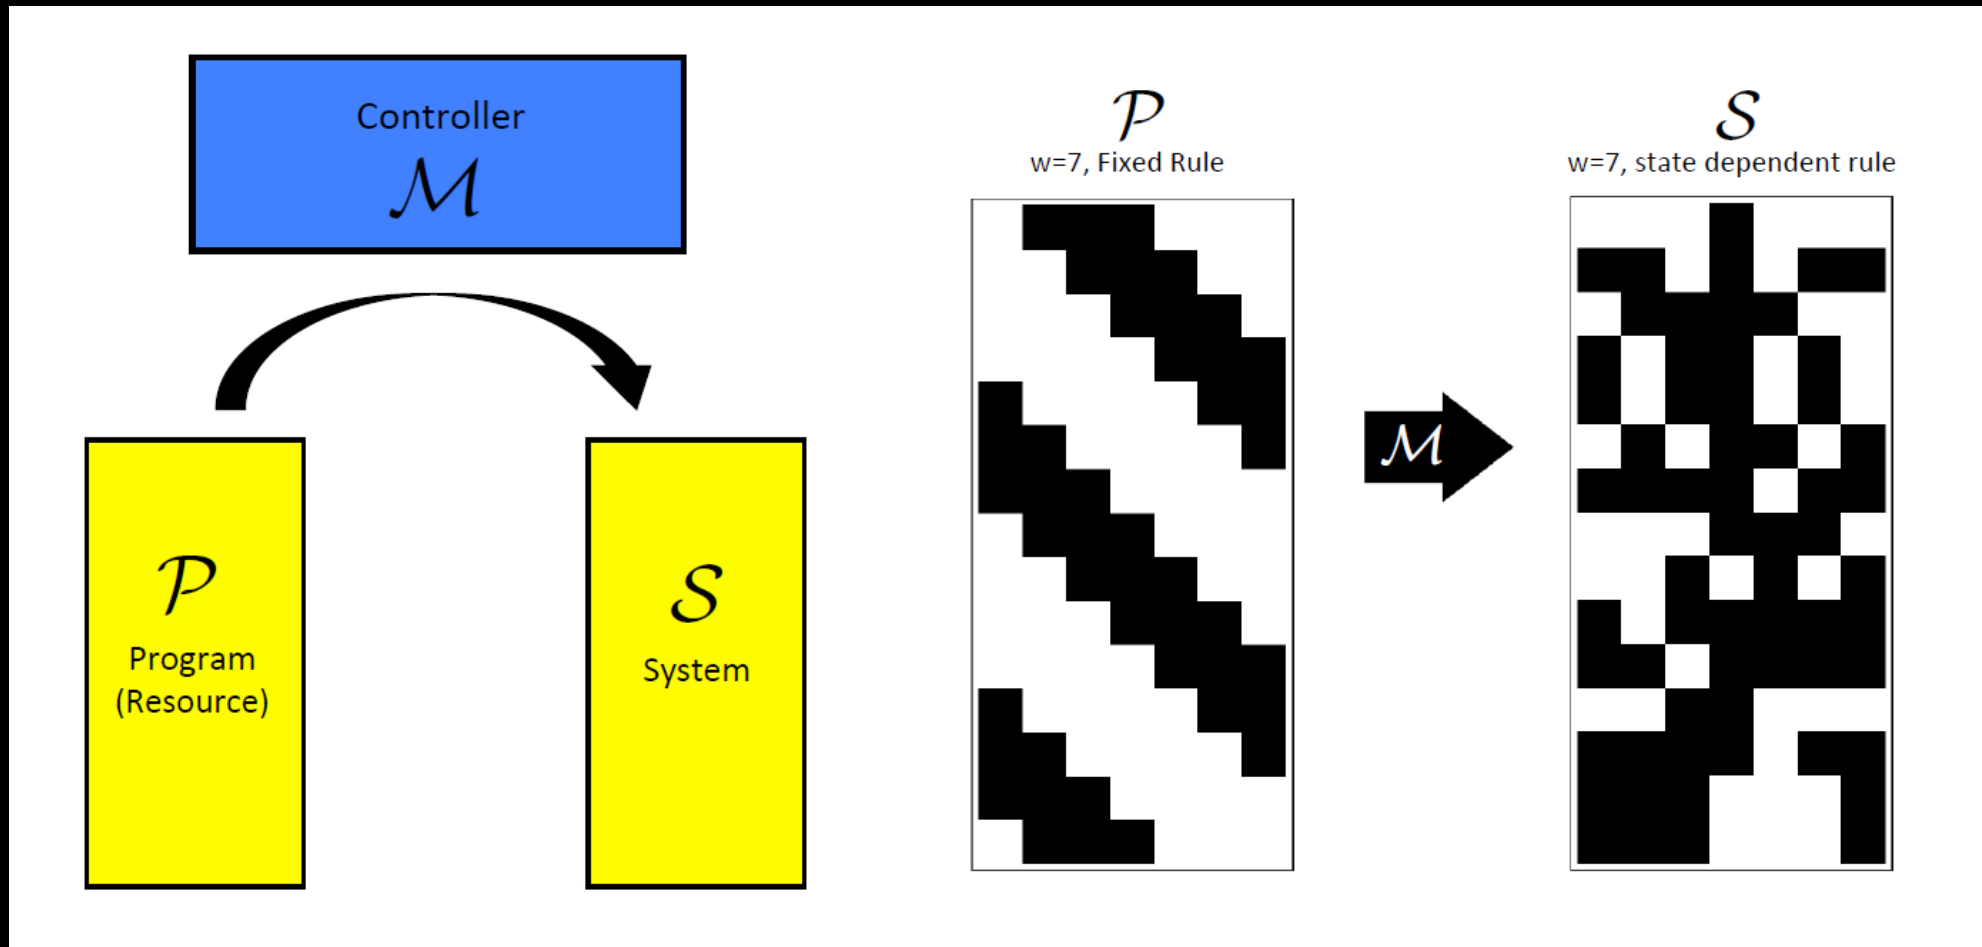 Controller
ℳ
𝒫
Program
(Resource)
𝒮
System
𝒫
w=7, Fixed Rule
ℳ
𝒮
w=7, state dependent rule